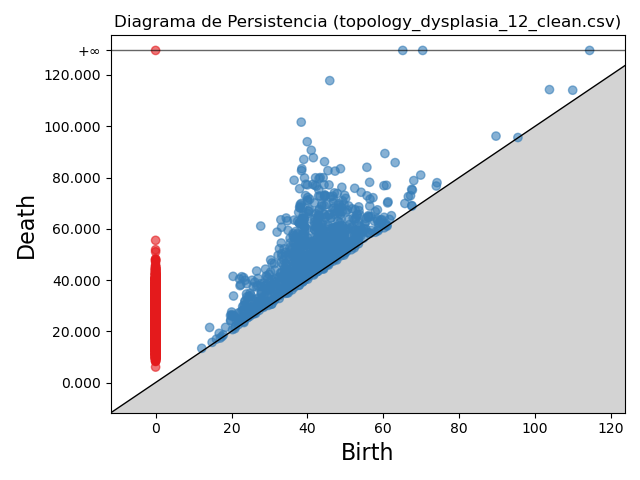 Diagrama de Persistencia (topology_dysplasia_12_clean.csv)
+∞
120.000
100.000
80.000
60.000
40.000
20.000
0.000
Death
0 20 40 60 80 100 120
Birth